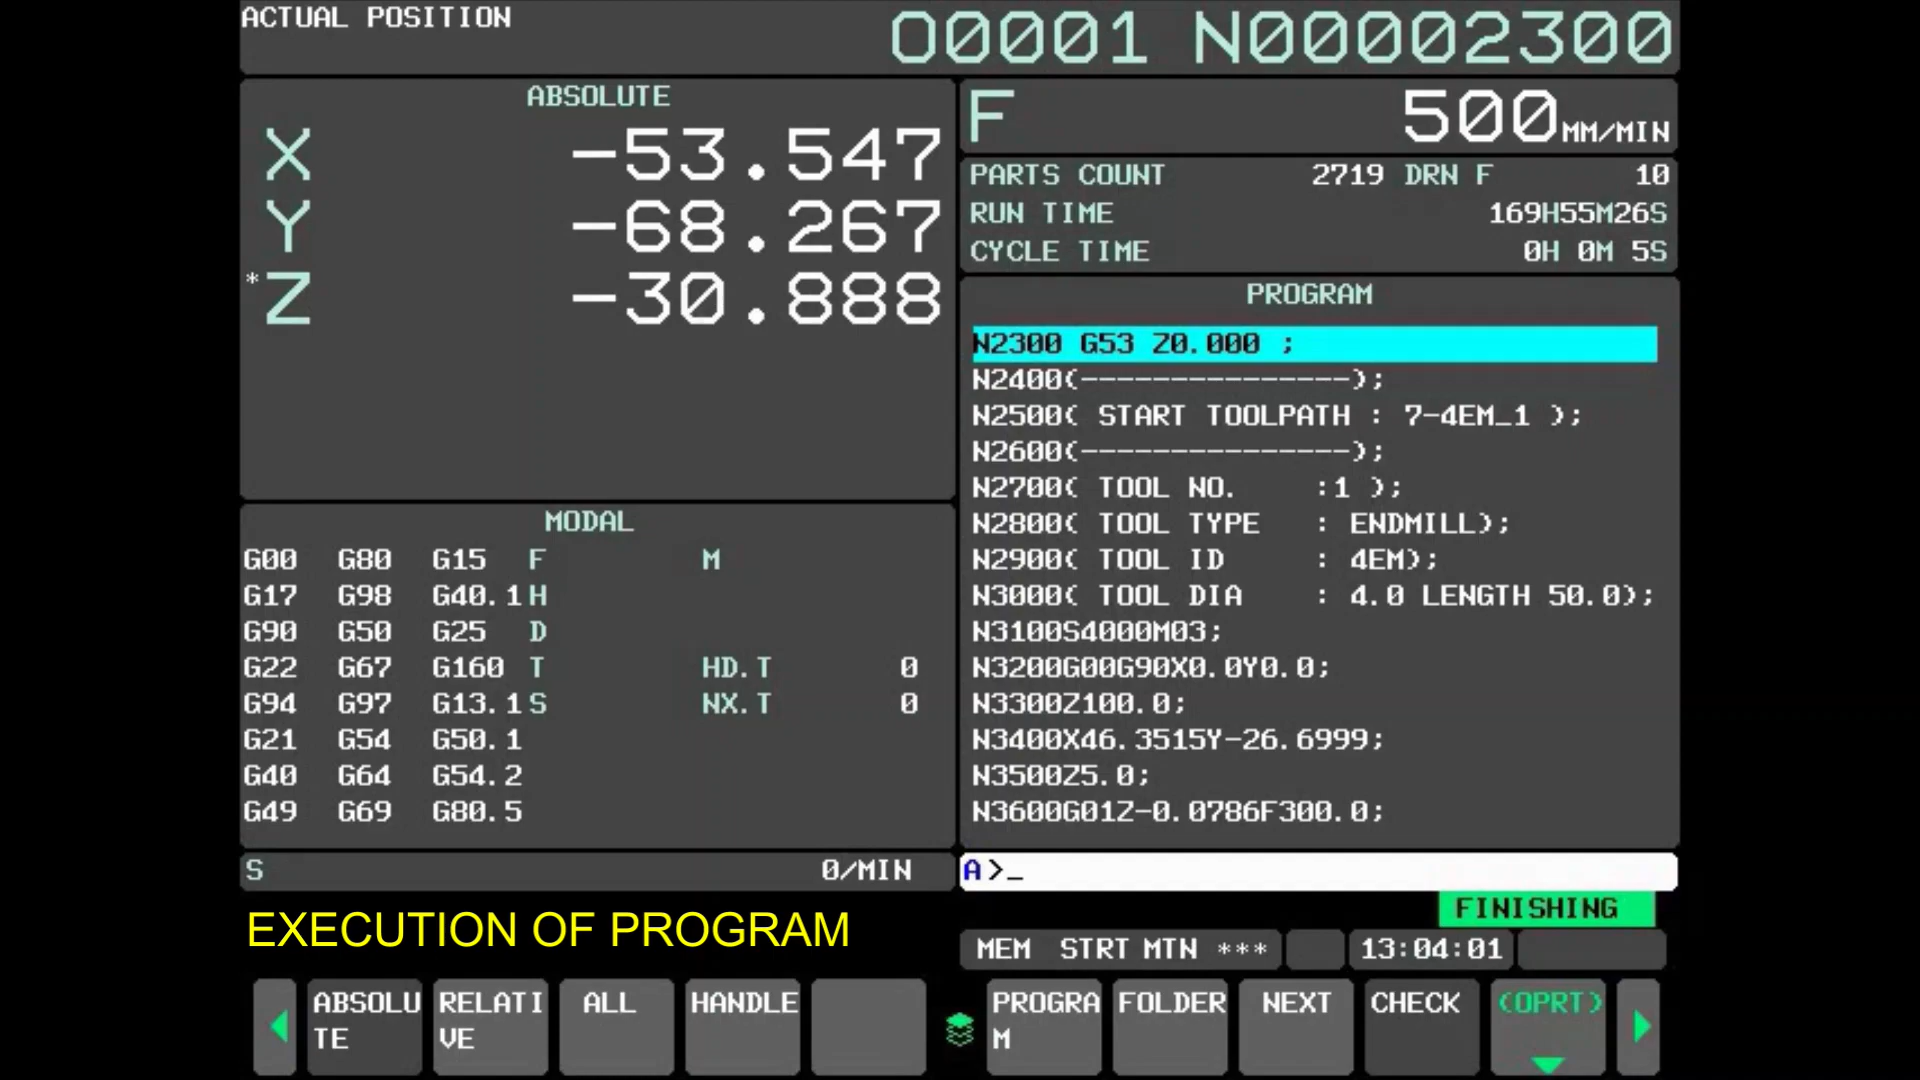 ACTUAL POSITION
O0001 N00002300
ABSOLUTE
X -53.547
Y -68.267
*Z -30.888
F 500MM/MIN
PARTS COUNT 2719 DRN F 10
RUN TIME 169H55M26S
CYCLE TIME 0H 0M 5S
PROGRAM
N2300 G53 Z0.000 ;
N2400(---------------);
N2500( START TOOLPATH : 7-4EM_1 );
N2600(---------------);
N2700( TOOL NO. :1 );
N2800( TOOL TYPE : ENDMILL);
N2900( TOOL ID : 4EM);
N3000( TOOL DIA : 4.0 LENGTH 50.0);
N3100S4000M03;
N3200G00G90X0.0Y0.0;
N3300Z100.0;
N3400X46.3515Y-26.6999;
N3500Z5.0;
N3600G01Z-0.0786F300.0;
MODAL
G00 G80 G15 F M
G17 G98 G40.1 H
G90 G50 G25 D
G22 G67 G160 T HD.T 0
G94 G97 G13.1 S NX.T 0
G21 G54 G50.1
G40 G64 G54.2
G49 G69 G80.5
S 0/MIN
A>_
FINISHING
EXECUTION OF PROGRAM
MEM STRT MTN *** 13:04:01
ABSOLU
TE
RELATI
VE
ALL
HANDLE
PROGRA
M
FOLDER
NEXT
CHECK
(OPRT)